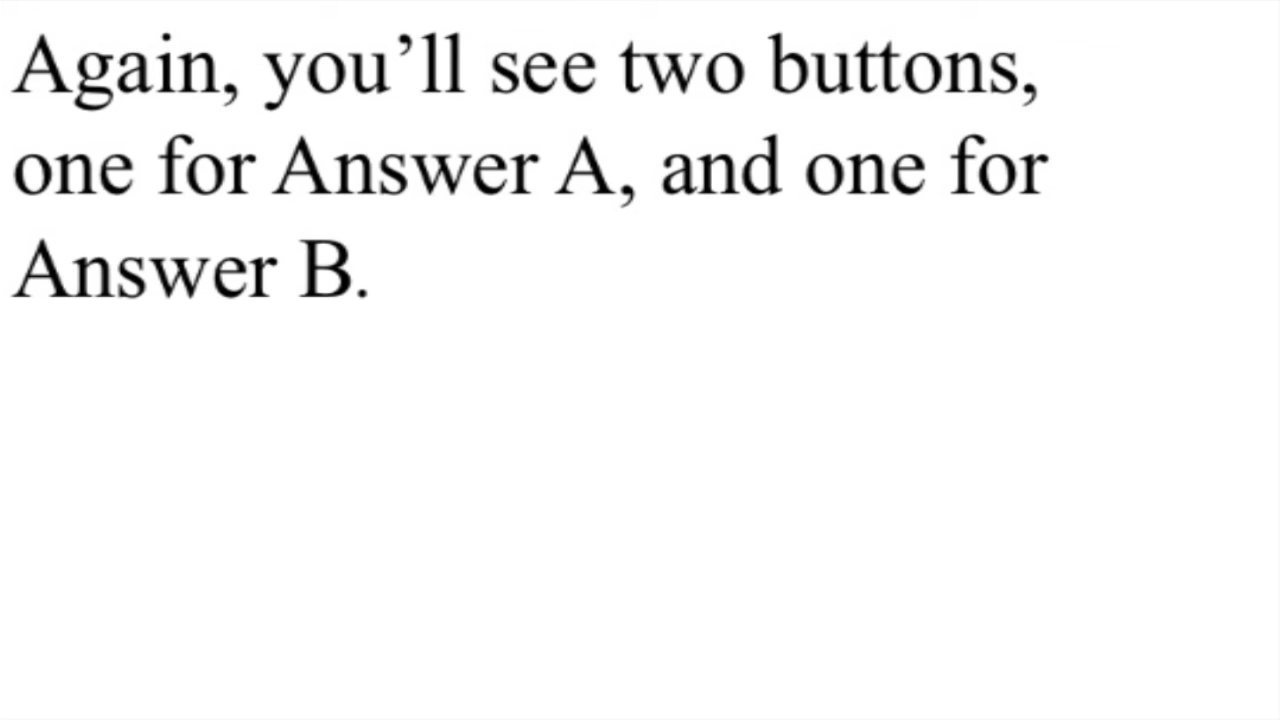 Again, you’ll see two buttons,
one for Answer A, and one for
Answer B.